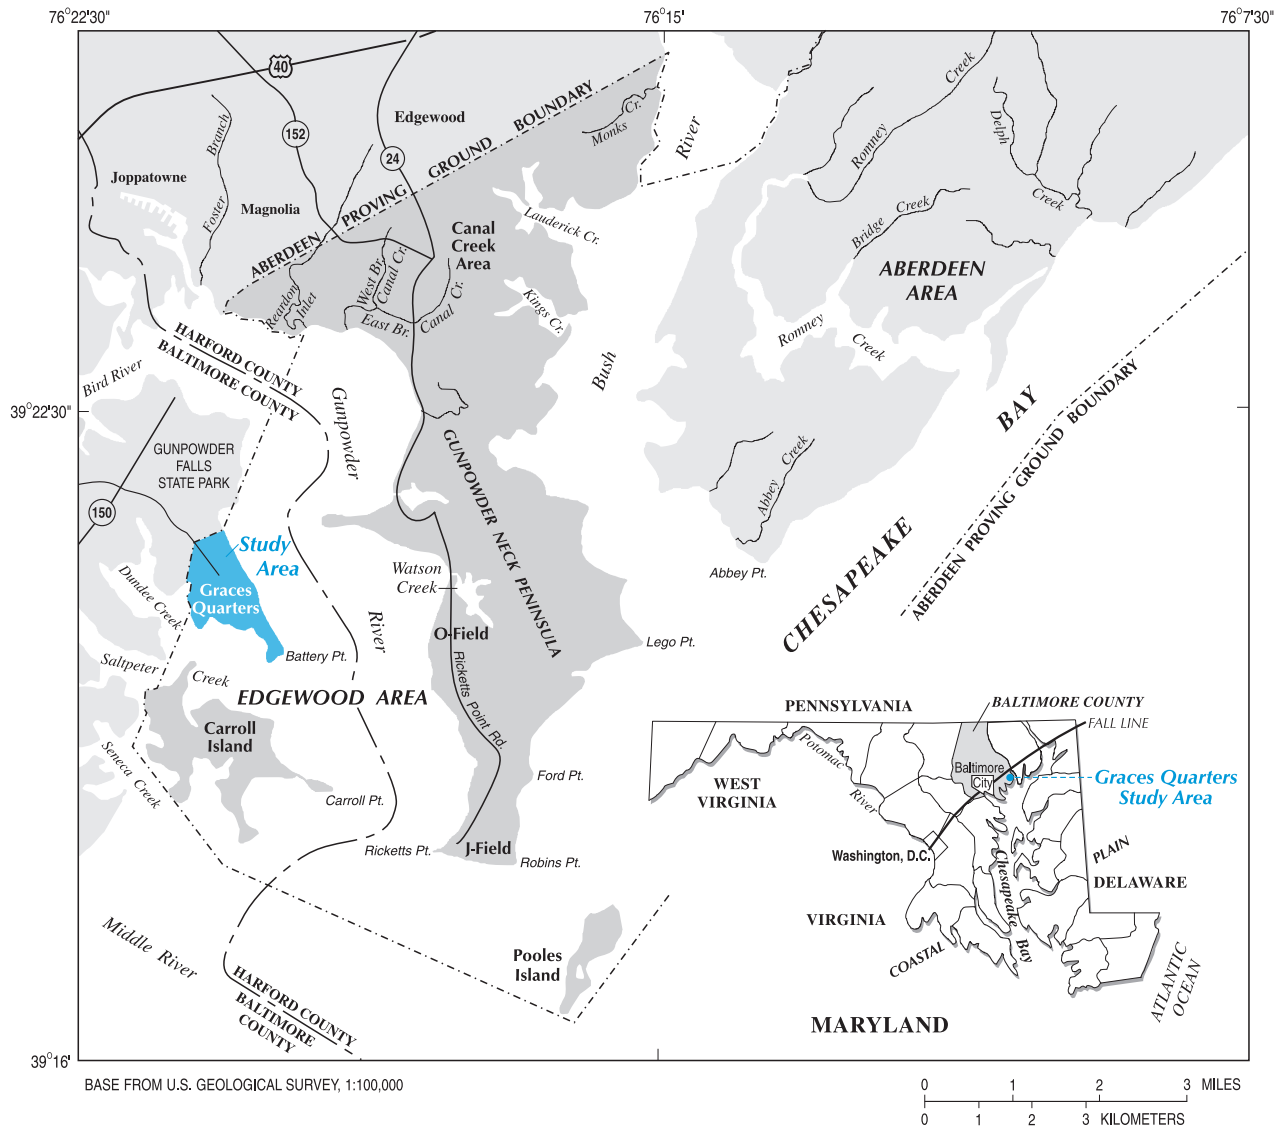 76°22'30"
76°15'
76°7'30"
40
152
24
Edgewood
Branch
Foster
Joppatowne
Magnolia
ABERDEEN PROVING GROUND BOUNDARY
Monks Cr.
River
Romney
Creek
Delph
Creek
Bridge Creek
Canal
Creek
Area
Lauderick Cr.
ABERDEEN
AREA
West Br.
Canal Cr.
Reardon
Inlet
East Br.
Canal Cr.
Kings Cr.
Romney
Creek
HARFORD COUNTY
BALTIMORE COUNTY
Bird River
Gunpowder
Bush
BAY
39°22'30"
GUNPOWDER
FALLS
STATE PARK
GUNPOWDER NECK PENINSULA
Abbey Creek
ABERDEEN PROVING GROUND BOUNDARY
150
Study
Area
CHESAPEAKE
Watson
Creek
Abbey Pt.
Dundee Creek
Graces
Quarters
River
O-Field
Lego Pt.
Battery Pt.
Saltpeter
Creek
EDGEWOOD AREA
Ricketts Point Rd.
Carroll
Island
Seneca Creek
Ford Pt.
Carroll Pt.
Ricketts Pt.
J-Field
Robins Pt.
Middle River
Pooles
Island
HARFORD COUNTY
BALTIMORE
COUNTY
PENNSYLVANIA
BALTIMORE COUNTY
FALL LINE
Potomac
River
WEST
VIRGINIA
Baltimore
City
Graces Quarters
Study Area
Washington, D.C.
Chesapeake Bay
PLAIN
DELAWARE
VIRGINIA
COASTAL
ATLANTIC
OCEAN
MARYLAND
39°16'
BASE FROM U.S. GEOLOGICAL SURVEY, 1:100,000
0 1 2 3 MILES
0 1 2 3 KILOMETERS